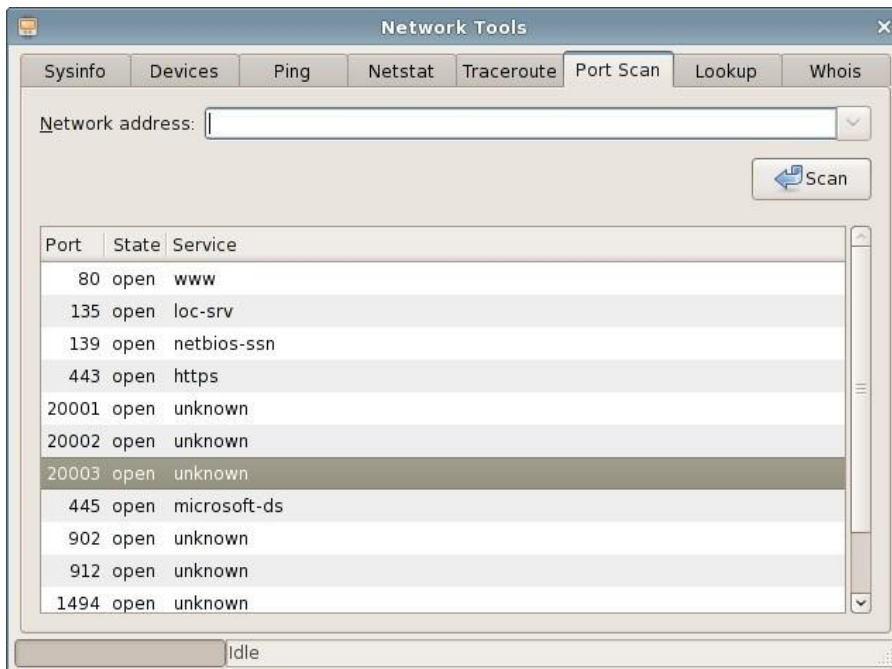 Network Tools
Sysinfo Devices Ping Netstat Traceroute Port Scan Lookup Whois
Network address:
Scan
Port State Service
80 open www
135 open loc-srv
139 open netbios-ssn
443 open https
20001 open unknown
20002 open unknown
20003 open unknown
445 open microsoft-ds
902 open unknown
912 open unknown
1494 open unknown
Idle